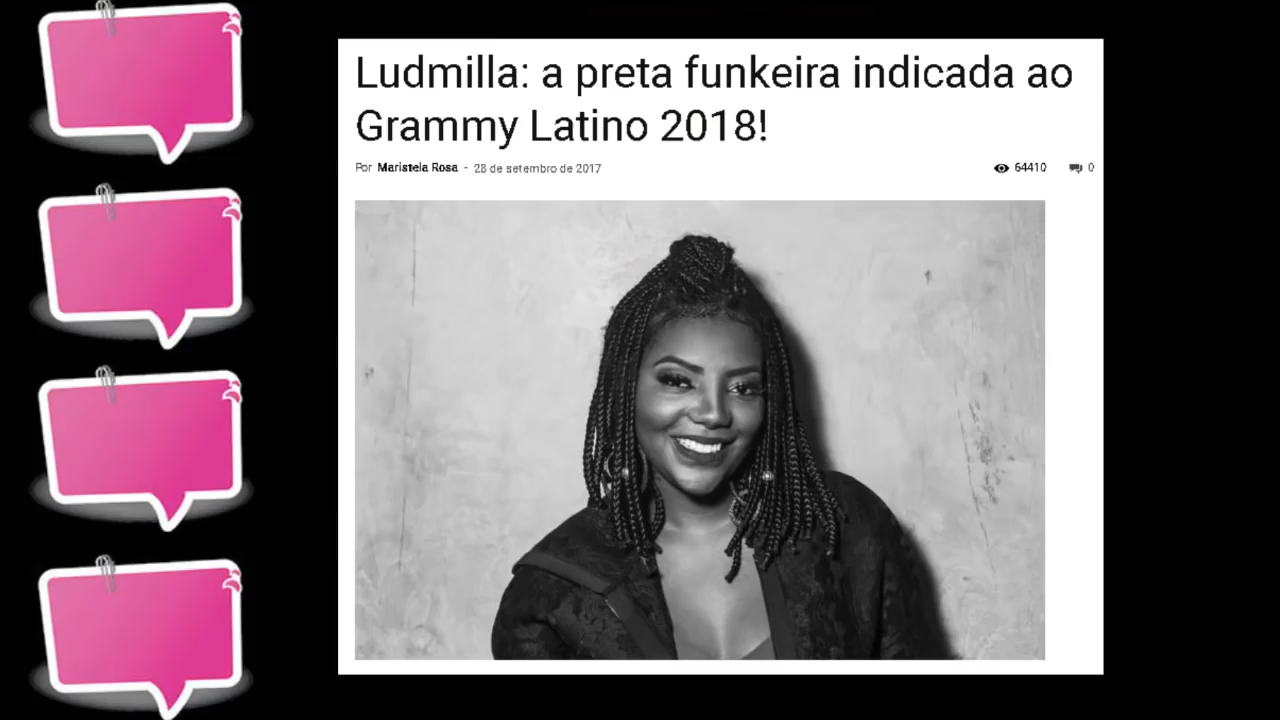 Ludmilla: a preta funkeira indicada ao
Grammy Latino 2018!
Por Maristela Rosa - 28 de setembro de 2017 64410 0